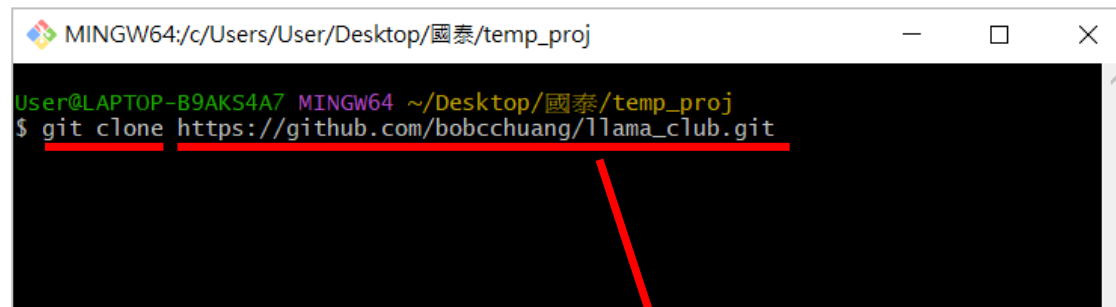 MINGW64:/c/Users/User/Desktop/國泰/temp_proj
User@LAPTOP-B9AKS4A7 MINGW64 ~/Desktop/國泰/temp_proj
$ git clone https://github.com/bobcchuang/llama_club.git